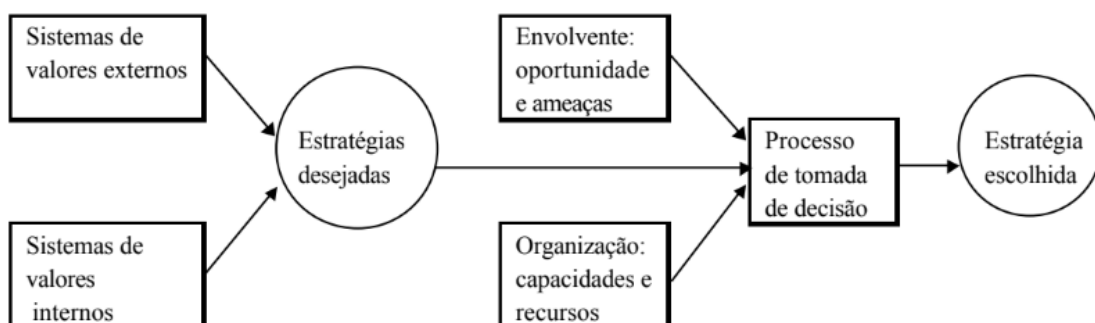 Sistemas de
valores externos
Sistemas de
valores
internos
Estratégias
desejadas
Envolvente:
oportunidade
e ameaças
Organização:
capacidades e
recursos
Processo
de tomada
de decisão
Estratégia
escolhida